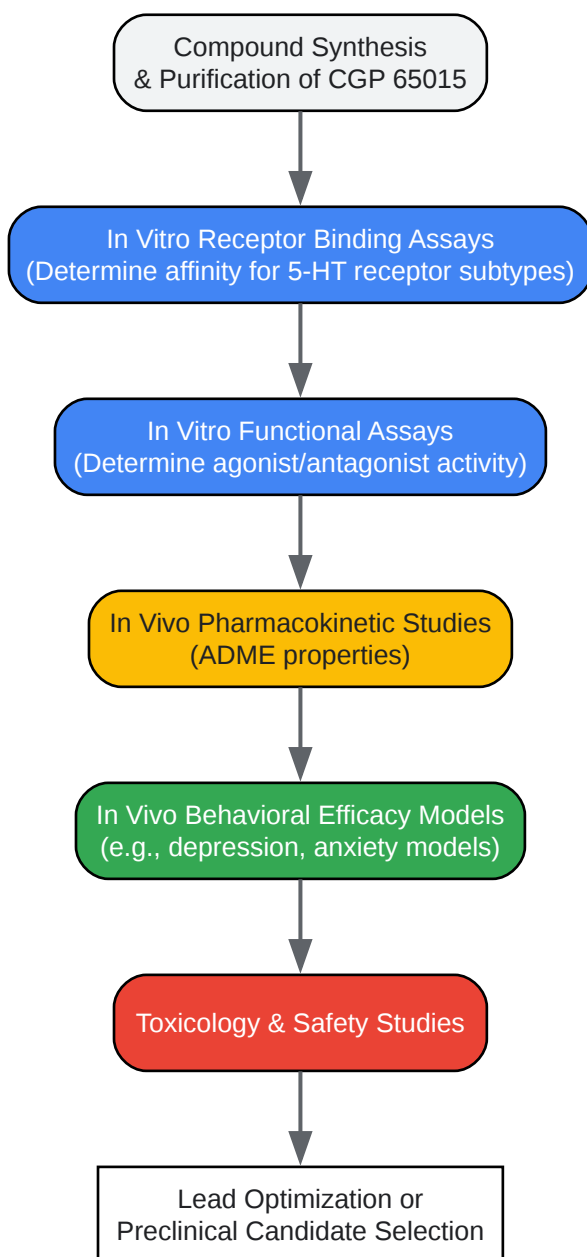 Compound Synthesis
& Purification of CGP 65015
In Vitro Receptor Binding Assays
(Determine affinity for 5-HT receptor subtypes)
In Vitro Functional Assays
(Determine agonist/antagonist activity)
In Vivo Pharmacokinetic Studies
(ADME properties)
In Vivo Behavioral Efficacy Models
(e.g., depression, anxiety models)
Toxicology & Safety Studies
Lead Optimization or
Preclinical Candidate Selection